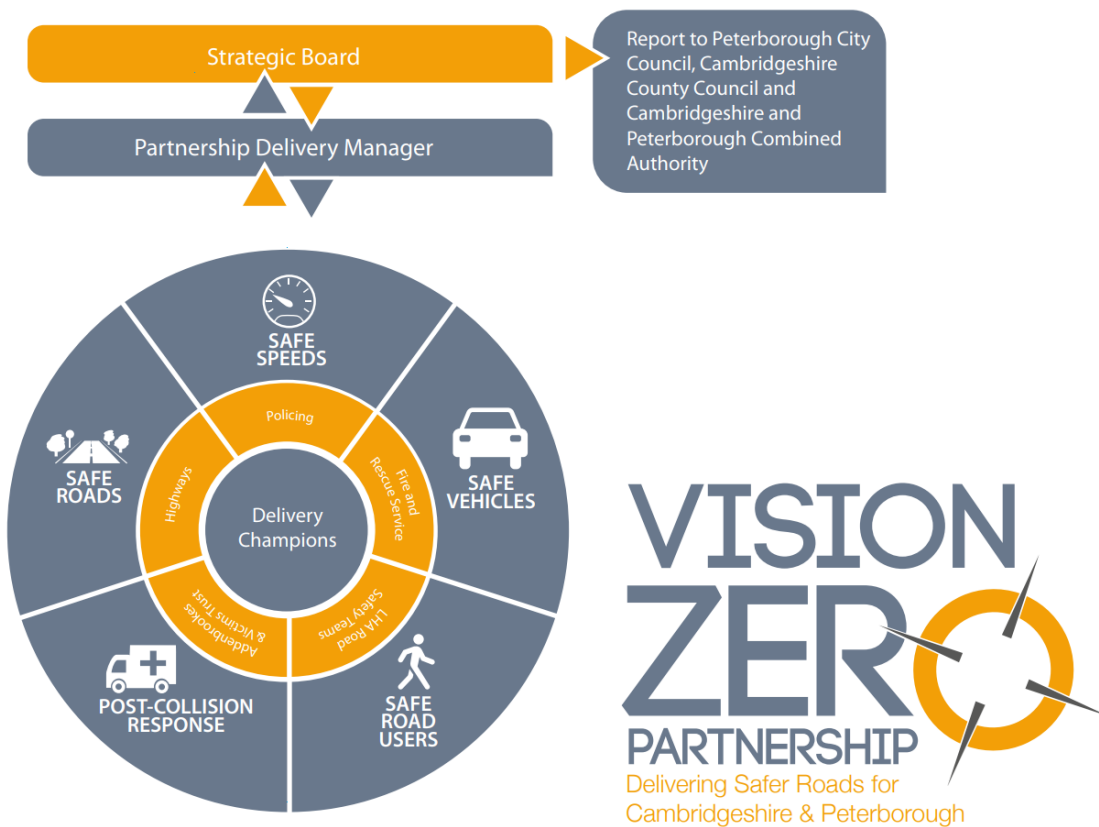 Strategic Board
Report to Peterborough City
Council, Cambridgeshire
County Council and
Cambridgeshire and
Peterborough Combined
Authority
Partnership Delivery Manager
SAFE
SPEEDS
Policing
SAFE
VEHICLES
Fire and
Rescue Service
SAFE
ROADS
Highways
Delivery
Champions
LHA Road
Safety Teams
Addenbrookes
& Victims Trust
SAFE
ROAD
USERS
POST-COLLISION
RESPONSE
VISION
ZERO
PARTNERSHIP
Delivering Safer Roads for
Cambridgeshire & Peterborough